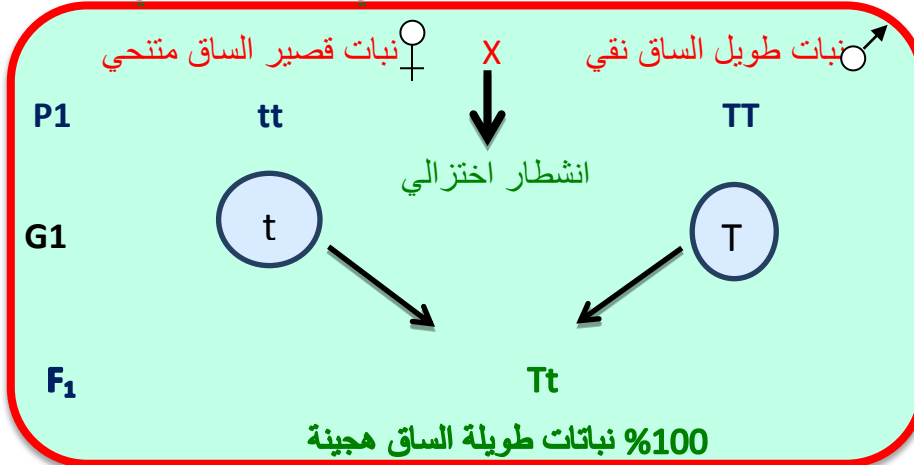 نبات طويل الساق نقي X نبات قصير الساق متنحي
P1 tt TT
انشطار اختزالي
G1 t T
F₁ Tt
%100 نباتات طويلة الساق هجينة